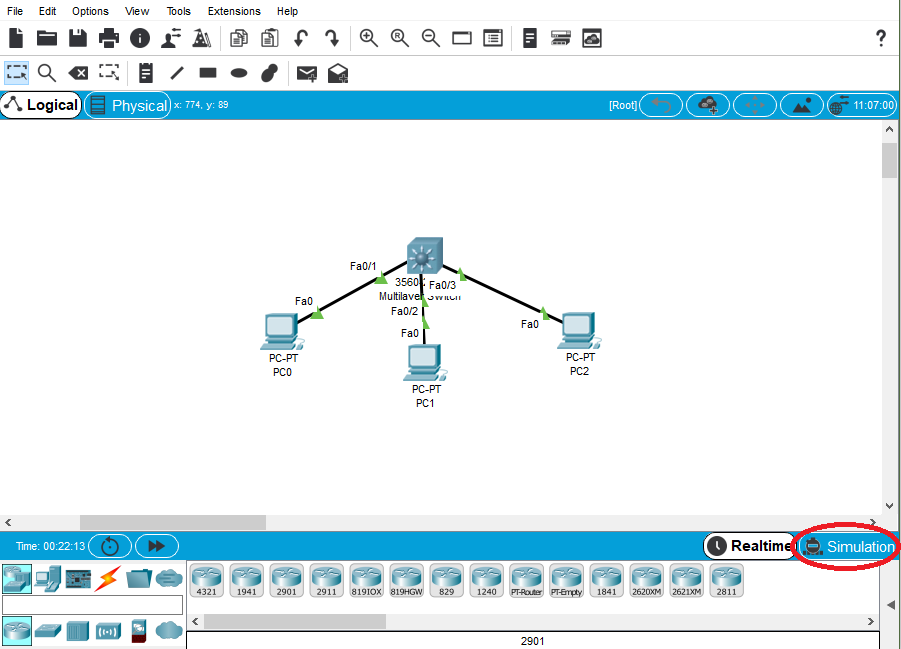 File Edit Options View Tools Extensions Help
?
Logical Physical x: 774, y: 89 [Root] 11:07:00
Fa0/1
3560- Fa0/3
Multilayer Switch
Fa0/2
Fa0
Fa0
Fa0
PC-PT
PC0
PC-PT
PC1
PC-PT
PC2
Time: 00:22:13 Realtime Simulation
4321 1941 2901 2911 819IOX 819HGW 829 1240 PT-Router PT-Empty 1841 2620XM 2621XM 2811
2901